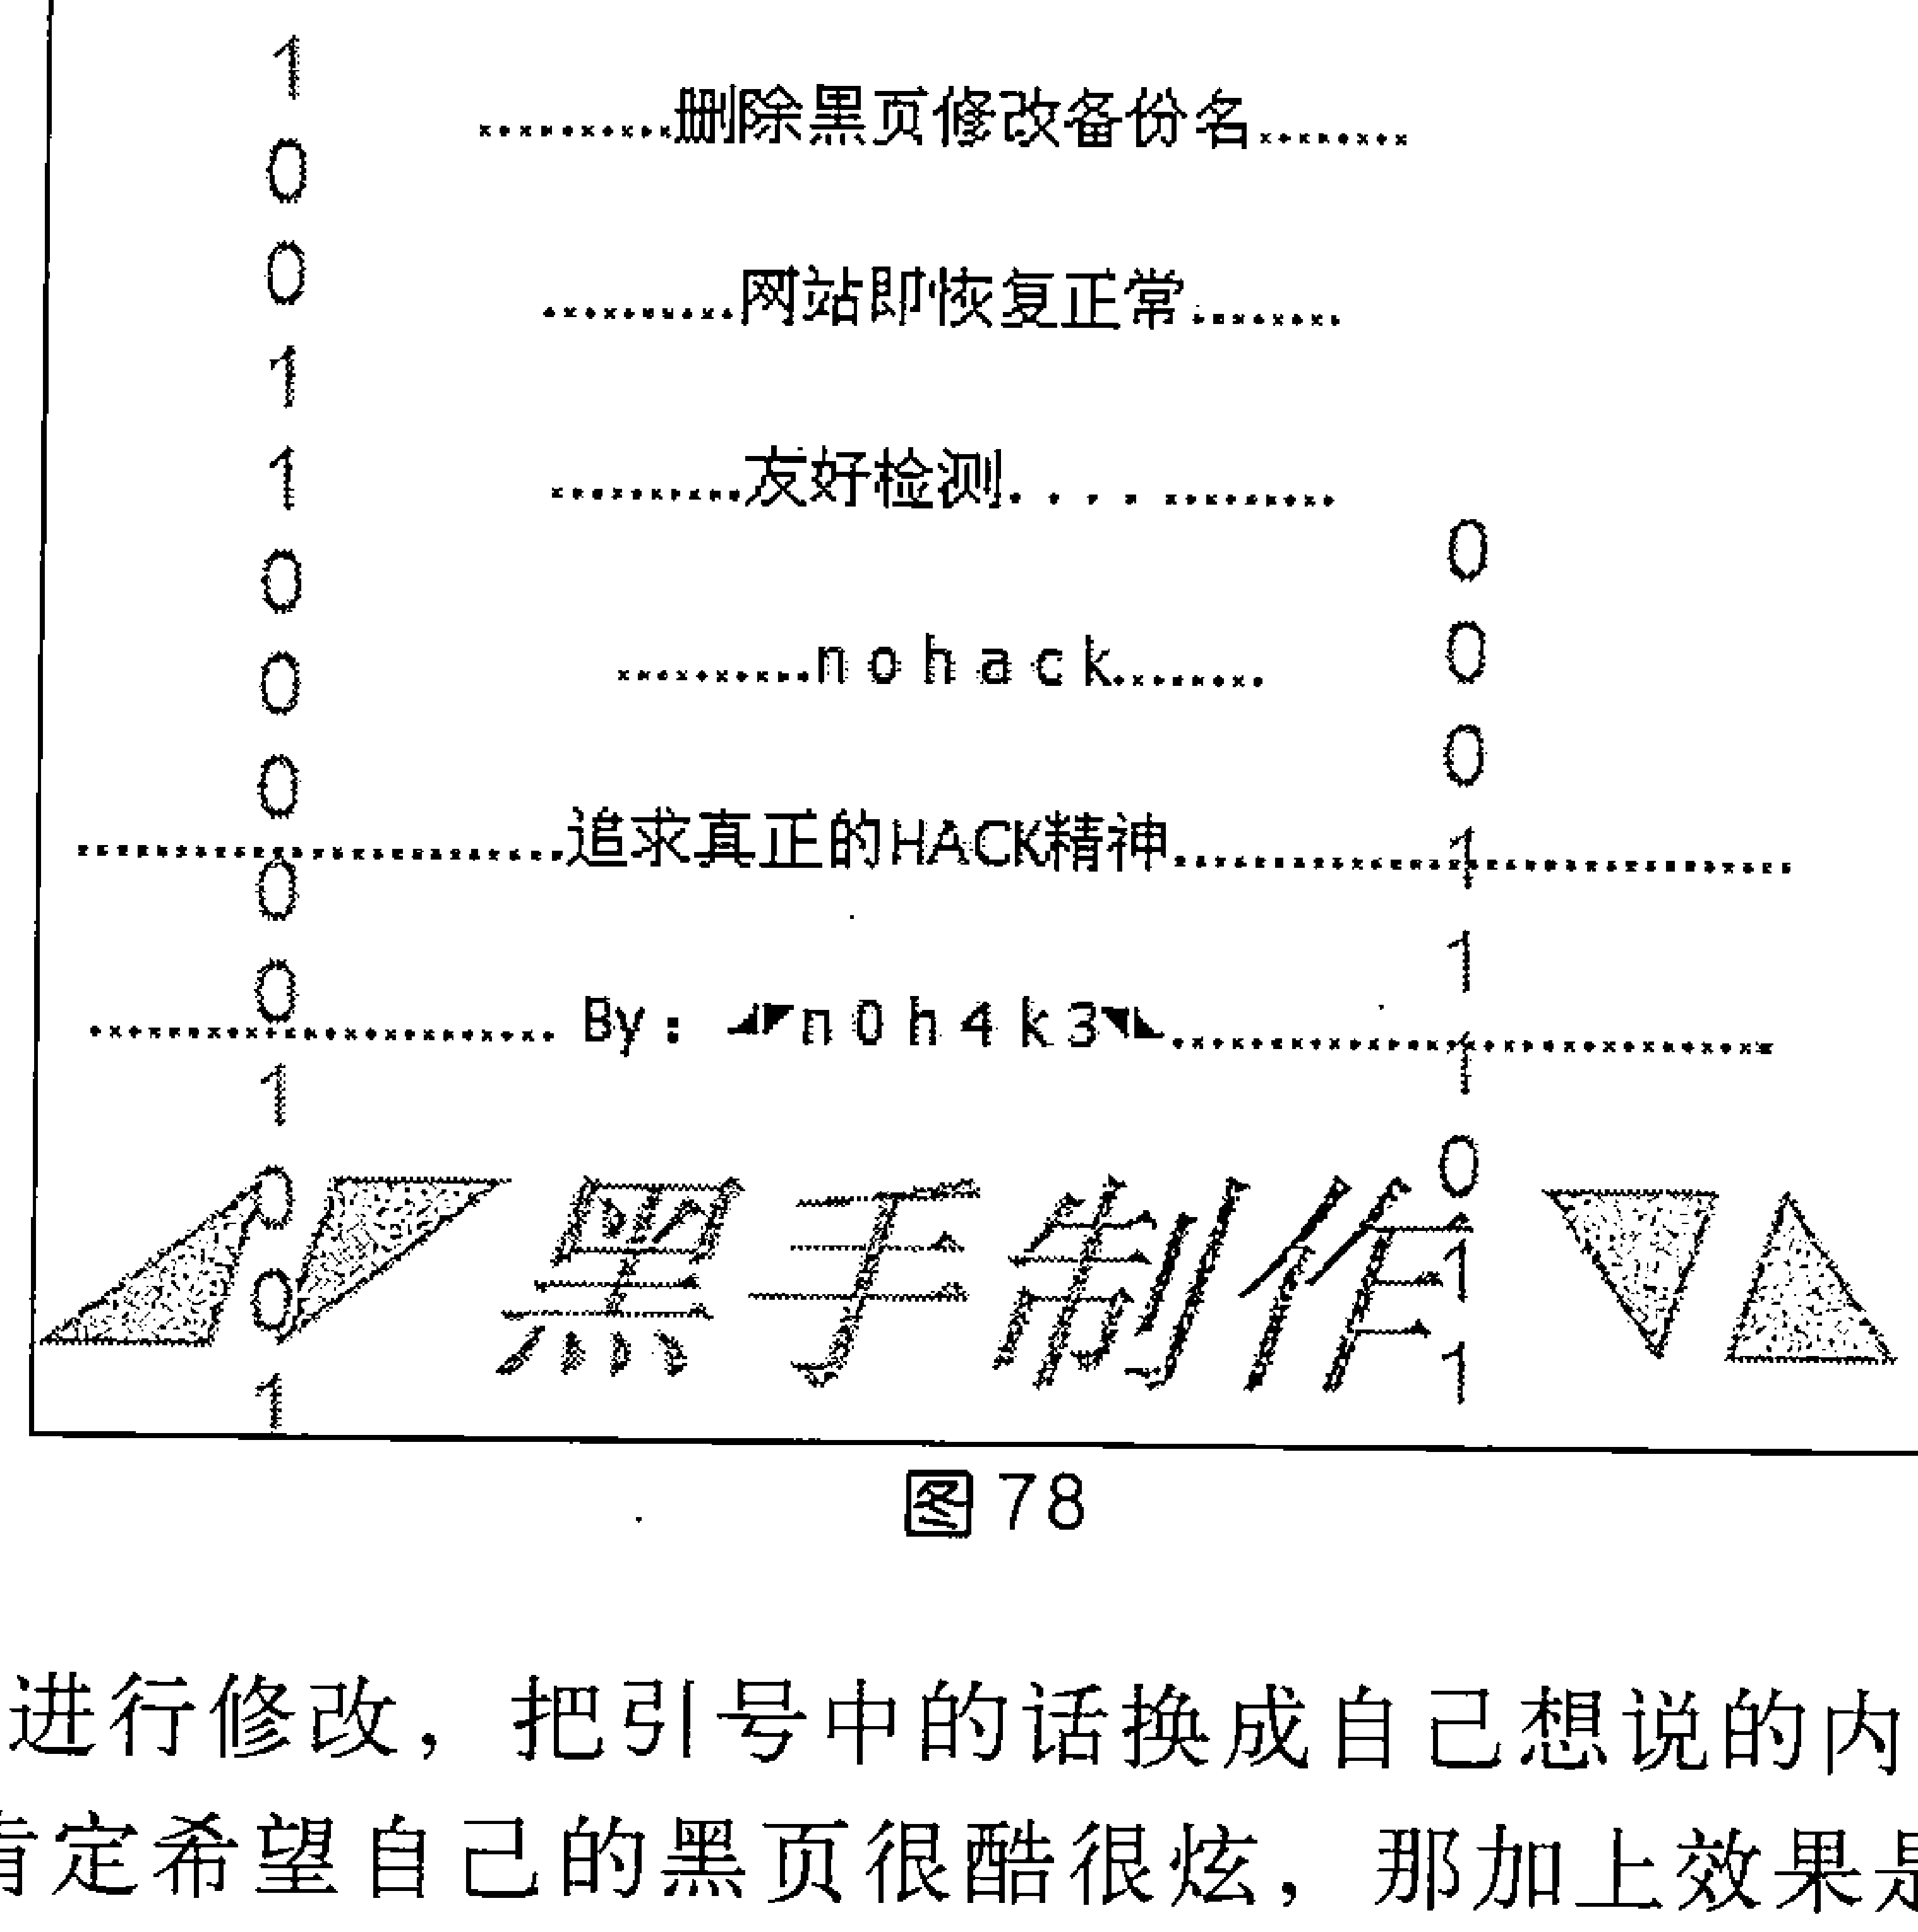 ...........删除黑页修改备份名........
...........网站即恢复正常........
...........友好检测. . . . .........
...........nohack........
.........................追求真正的HACK精神................................
........................ By: ◢◤n0h4k3◥◣...............................
1
0
0
1
1
0
0
0
0
0
1
0
0
1
0
0
0
1
1
1
0
1
1
◢◤黑手制作◥◣
图 78
进行修改，把引号中的话换成自己想说的内
肯定希望自己的黑页很酷很炫，那加上效果是